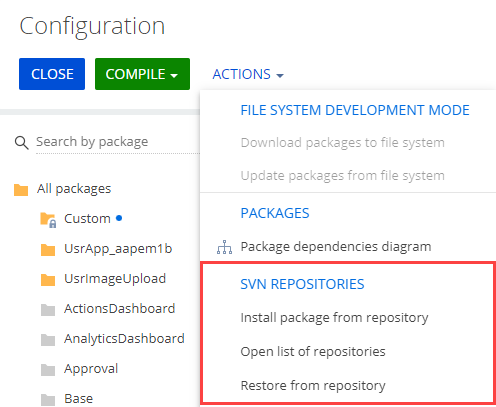 Configuration
CLOSE
COMPILE
ACTIONS
Search by package
All packages
Custom
UsrApp_aapem1b
UsrImageUpload
ActionsDashboard
AnalyticsDashboard
Approval
Base
FILE SYSTEM DEVELOPMENT MODE
Download packages to file system
Update packages from file system
PACKAGES
Package dependencies diagram
SVN REPOSITORIES
Install package from repository
Open list of repositories
Restore from repository